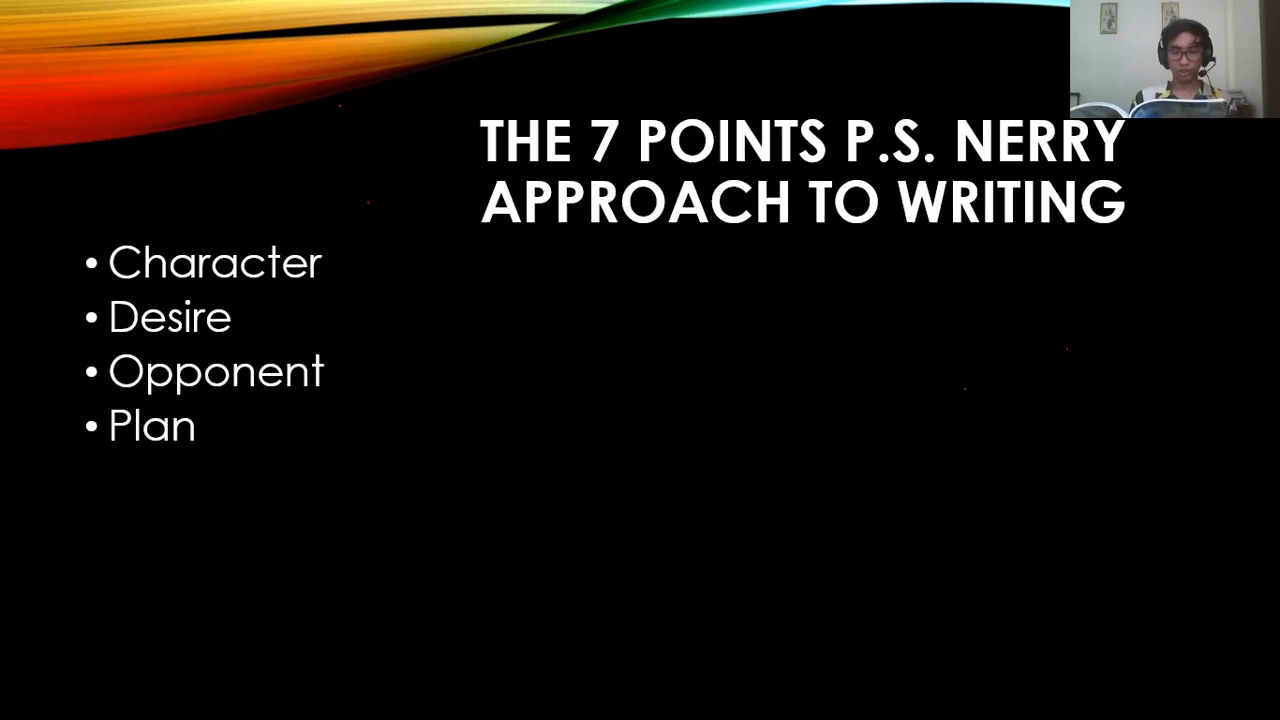 THE 7 POINTS P.S. NERRY
APPROACH TO WRITING
• Character
• Desire
• Opponent
• Plan